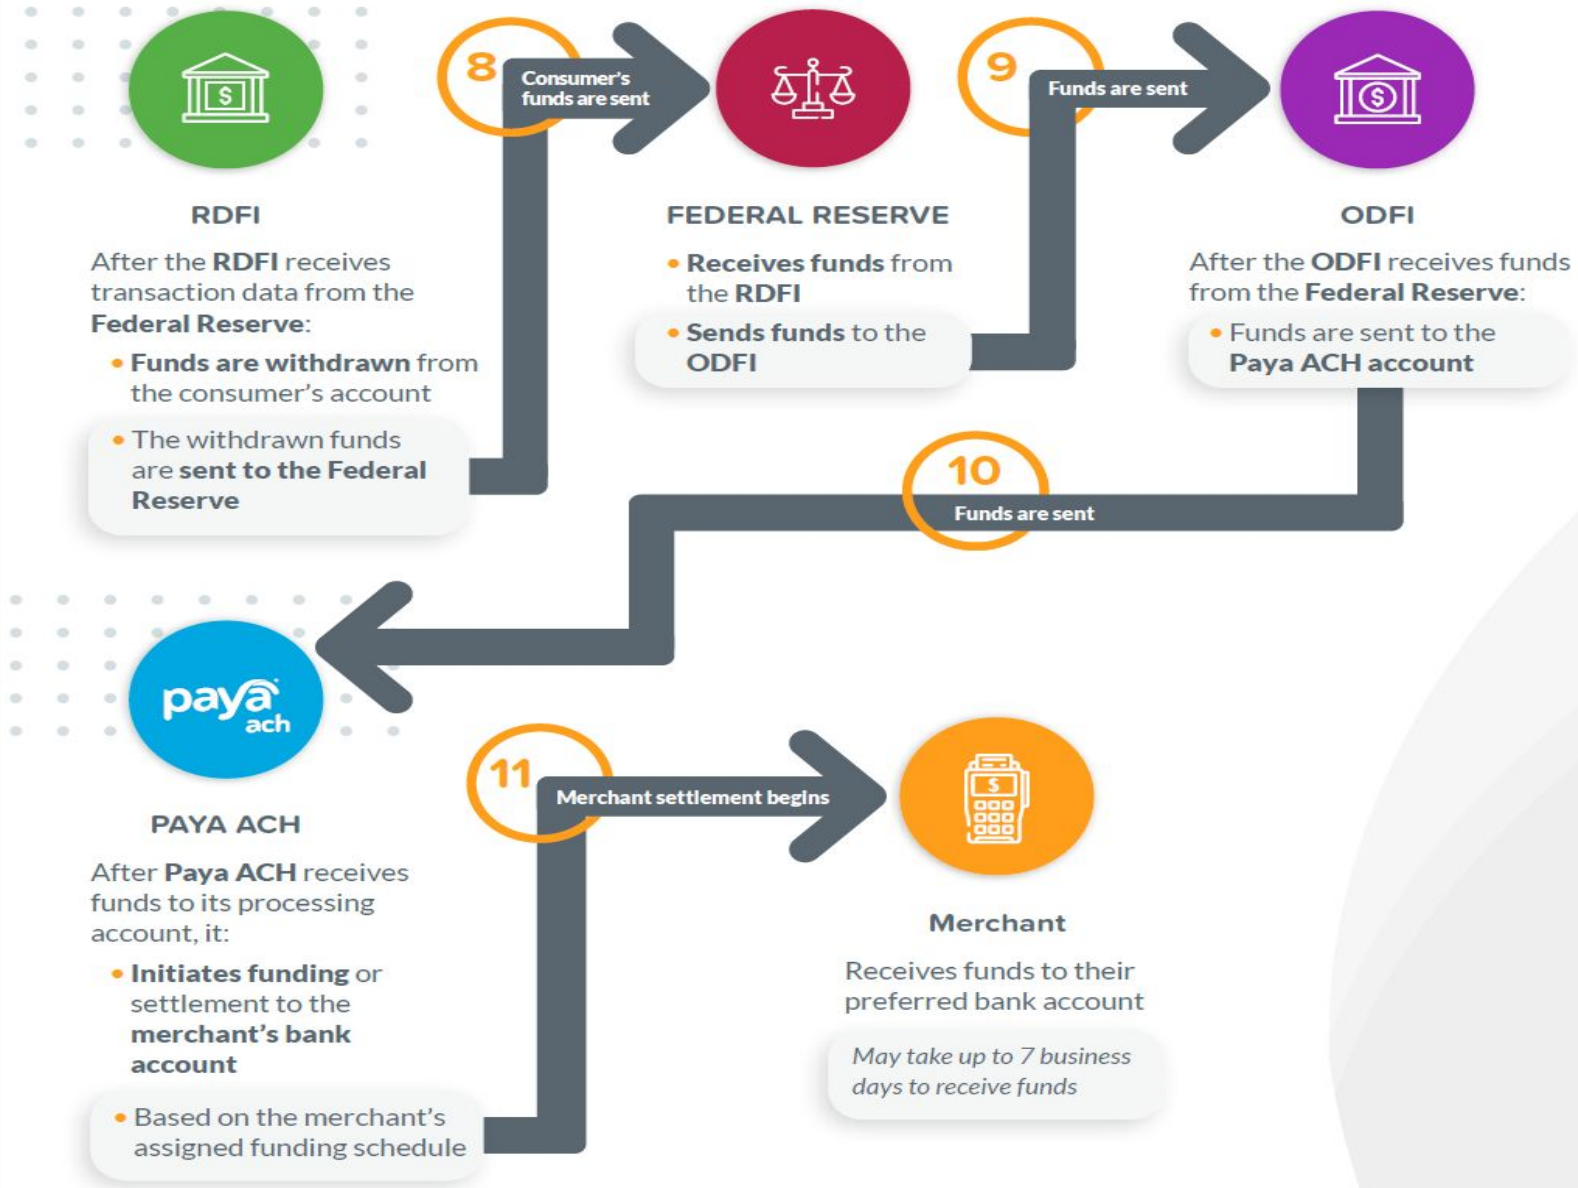 8
Consumer's
funds are sent
9
Funds are sent
$
$
RDFI
After the RDFI receives
transaction data from the
Federal Reserve:
• Funds are withdrawn from
the consumer's account
• The withdrawn funds
are sent to the Federal
Reserve
FEDERAL RESERVE
• Receives funds from
the RDFI
• Sends funds to the
ODFI
ODFI
After the ODFI receives funds
from the Federal Reserve:
• Funds are sent to the
Paya ACH account
10
Funds are sent
paya
ach
PAYA ACH
After Paya ACH receives
funds to its processing
account, it:
• Initiates funding or
settlement to the
merchant's bank
account
• Based on the merchant's
assigned funding schedule
11
Merchant settlement begins
$
Merchant
Receives funds to their
preferred bank account
May take up to 7 business
days to receive funds